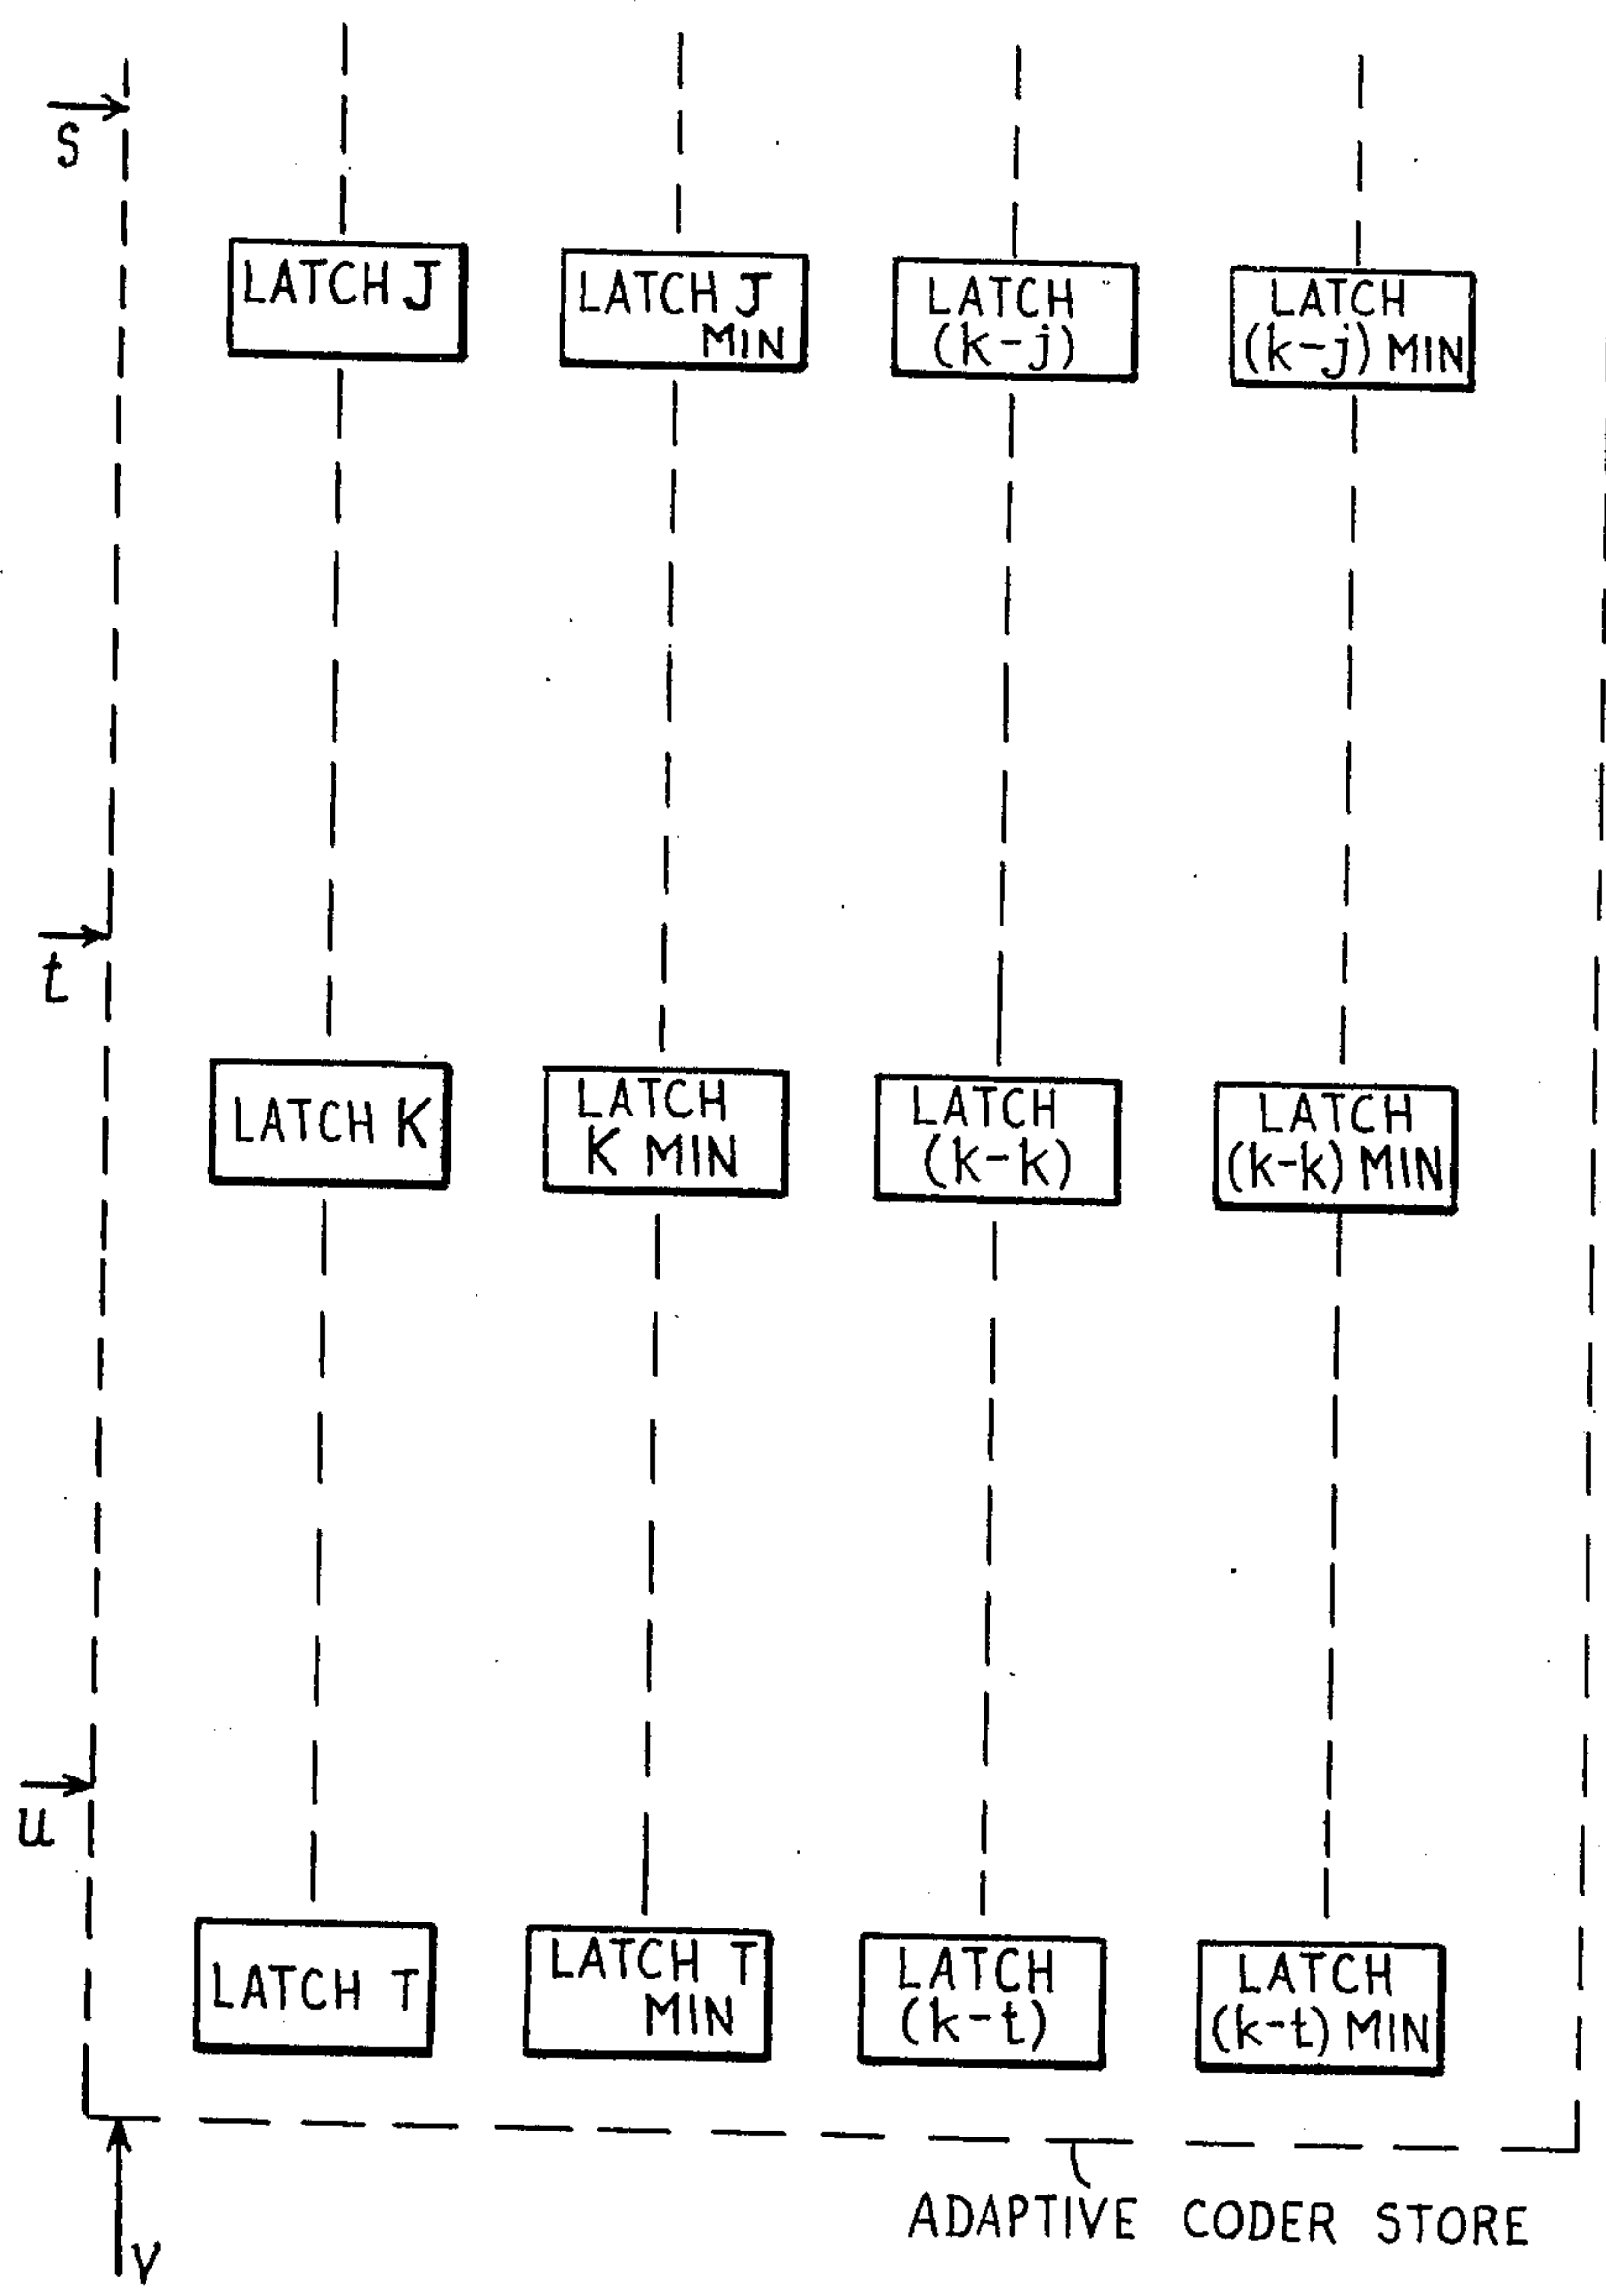 s
LATCH J
LATCH J
MIN
LATCH
(k-j)
LATCH
(k-j) MIN
t
LATCH K
LATCH
K MIN
LATCH
(k-k)
LATCH
(k-k) MIN
u
LATCH T
LATCH T
MIN
LATCH
(k-t)
LATCH
(k-t) MIN
v
ADAPTIVE CODER STORE